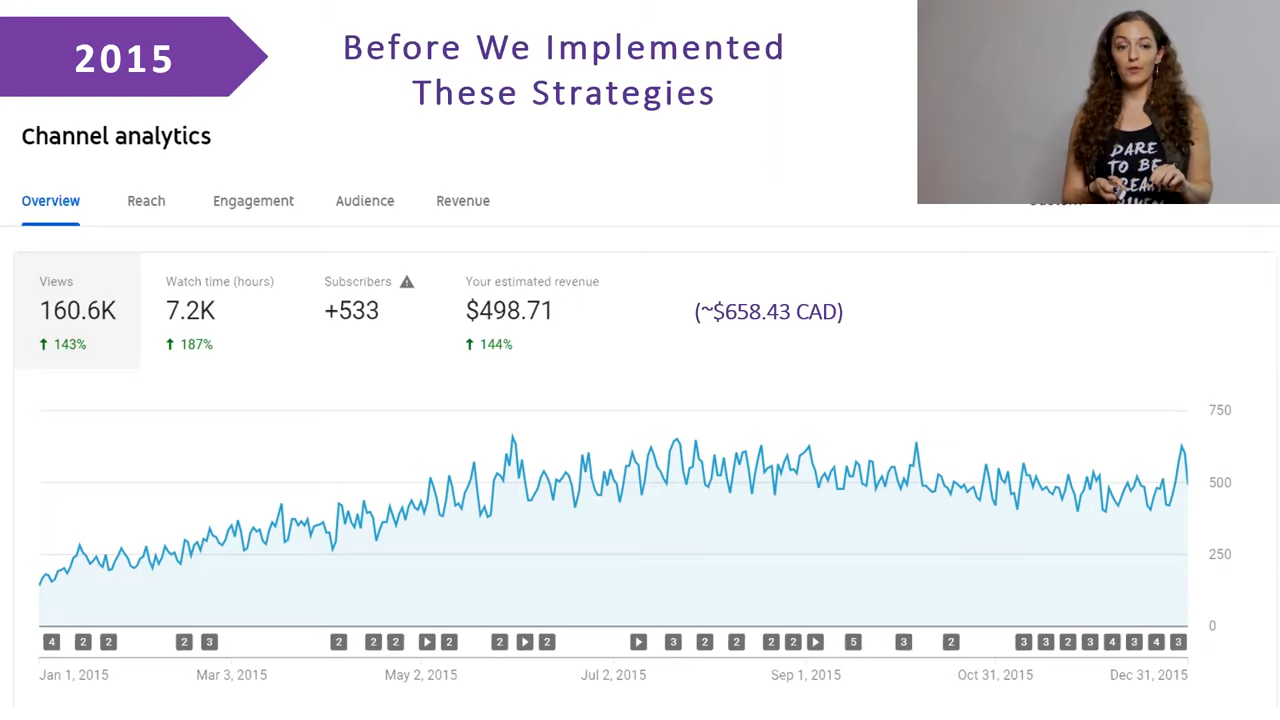 2015
Before We Implemented
These Strategies
Channel analytics
Overview Reach Engagement Audience Revenue
DARE
TO BE
Views Watch time (hours) Subscribers Your estimated revenue
160.6K 7.2K +533 $498.71 (~$658.43 CAD)
143% 187% 144%
750
500
250
0
4 2 2 2 3 2 2 2 2 2 2 3 2 2 2 2 5 3 2 3 3 2 3 4 3 4 3
Jan 1, 2015 Mar 3, 2015 May 2, 2015 Jul 2, 2015 Sep 1, 2015 Oct 31, 2015 Dec 31, 2015